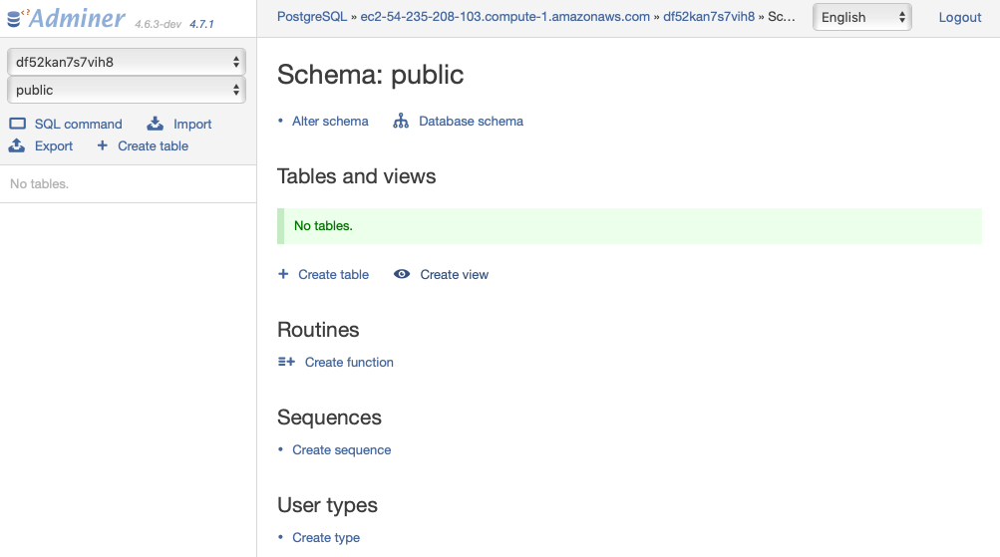 Adminer 4.6.3-dev 4.7.1
df52kan7s7vih8
public
SQL command Import
Export + Create table
No tables.
PostgreSQL » ec2-54-235-208-103.compute-1.amazonaws.com » df52kan7s7vih8 » Sc...
English
Logout
Schema: public
• Alter schema Database schema
Tables and views
No tables.
+ Create table Create view
Routines
Create function
Sequences
• Create sequence
User types
• Create type